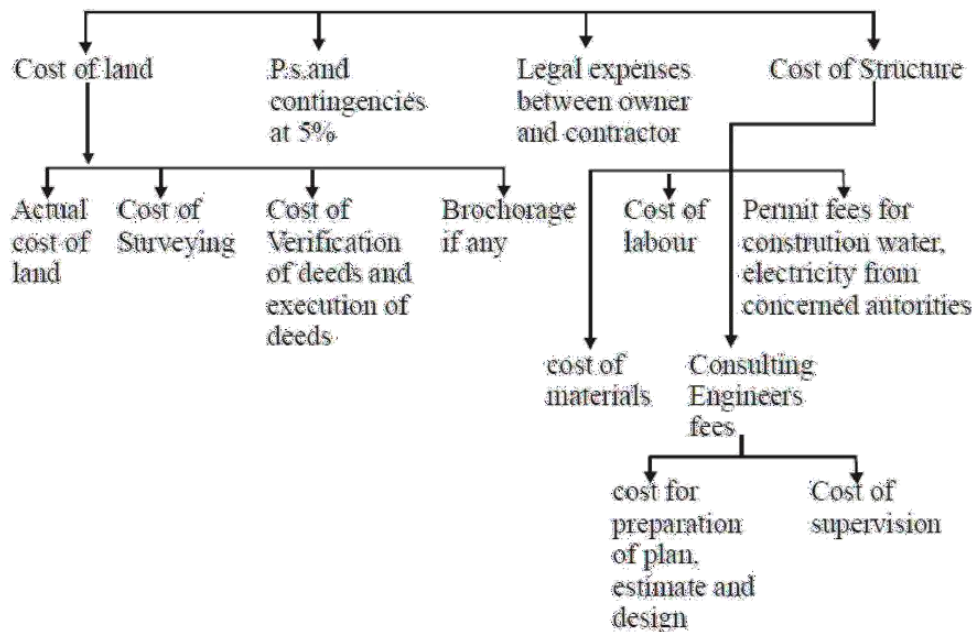 Cost of land
P.s.and
contingencies
at 5%
Legal expenses
between owner
and contractor
Cost of Structure
Actual
cost of
land
Cost of
Surveying
Cost of
Verification
of deeds and
execution of
deeds
Brochorage
if any
Cost of
labour
Permit fees for
constrution water,
electricity from
concerned autorities
cost of
materials
Consulting
Engineers
fees
cost for
preparation
of plan,
estimate and
design
Cost of
supervision